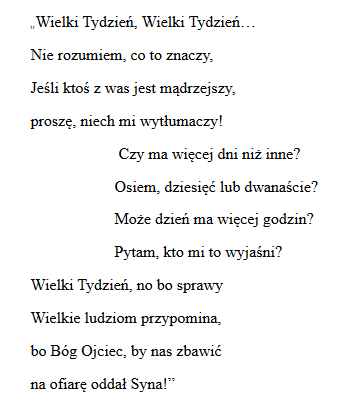 „Wielki Tydzień, Wielki Tydzień…
Nie rozumiem, co to znaczy,
Jeśli ktoś z was jest mądrzejszy,
proszę, niech mi wytłumaczy!
Czy ma więcej dni niż inne?
Osiem, dziesięć lub dwanaście?
Może dzień ma więcej godzin?
Pytam, kto mi to wyjaśni?
Wielki Tydzień, no bo sprawy
Wielkie ludziom przypomina,
bo Bóg Ojciec, by nas zbawić
na ofiarę oddał Syna!”